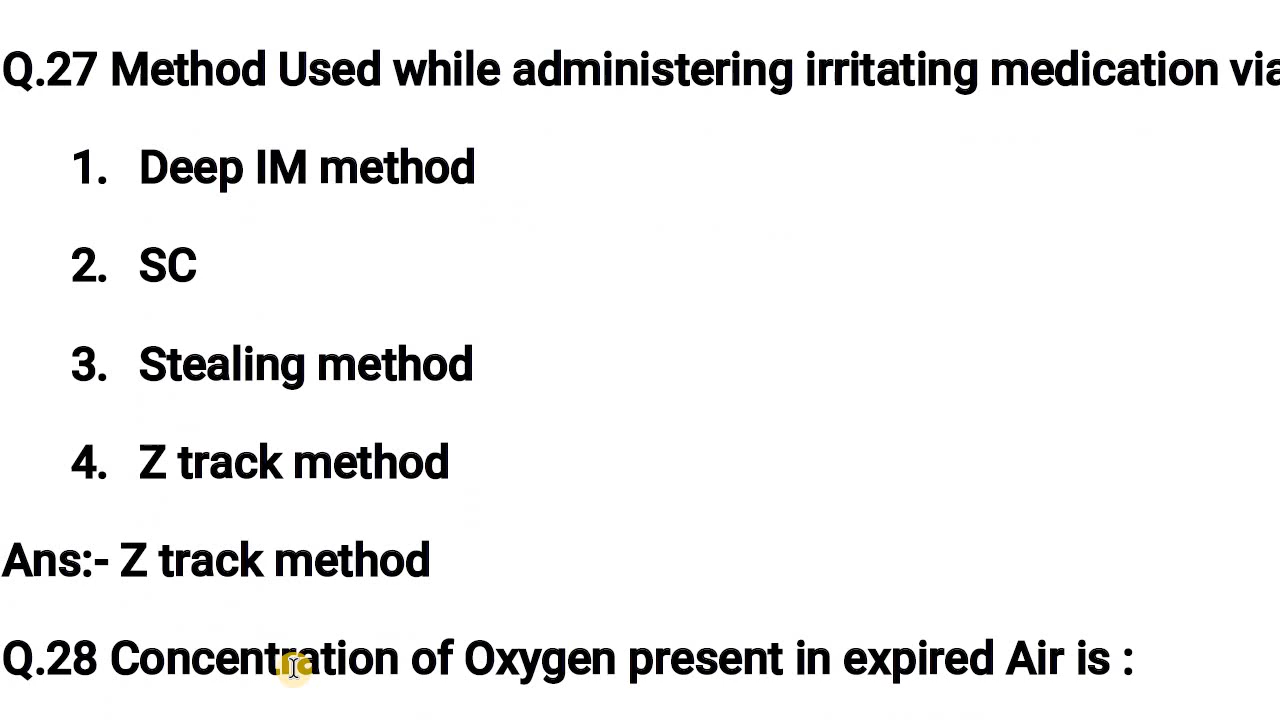 Q.27 Method Used while administering irritating medication via
1. Deep IM method
2. SC
3. Stealing method
4. Z track method
Ans:- Z track method
Q.28 Concentration of Oxygen present in expired Air is :